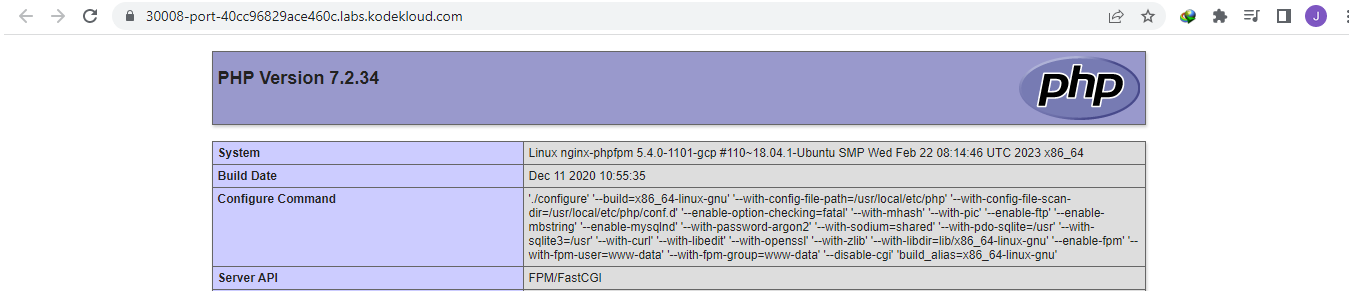 30008-port-40cc96829ace460c.labs.kodekloud.com
J
PHP Version 7.2.34
php
System
Linux nginx-phpfpm 5.4.0-1101-gcp #110~18.04.1-Ubuntu SMP Wed Feb 22 08:14:46 UTC 2023 x86_64
Build Date
Dec 11 2020 10:55:35
Configure Command
'./configure' '--build=x86_64-linux-gnu' '--with-config-file-path=/usr/local/etc/php' '--with-config-file-scan-
dir=/usr/local/etc/php/conf.d' '--enable-option-checking=fatal' '--with-mhash' '--with-pic' '--enable-ftp' '--enable-
mbstring' '--enable-mysqlnd' '--with-password-argon2' '--with-sodium=shared' '--with-pdo-sqlite=/usr' '--with-
sqlite3=/usr' '--with-curl' '--with-libedit' '--with-openssl' '--with-zlib' '--with-libdir=lib/x86_64-linux-gnu' '--enable-fpm' '--
with-fpm-user=www-data' '--with-fpm-group=www-data' '--disable-cgi' 'build_alias=x86_64-linux-gnu'
Server API
FPM/FastCGI